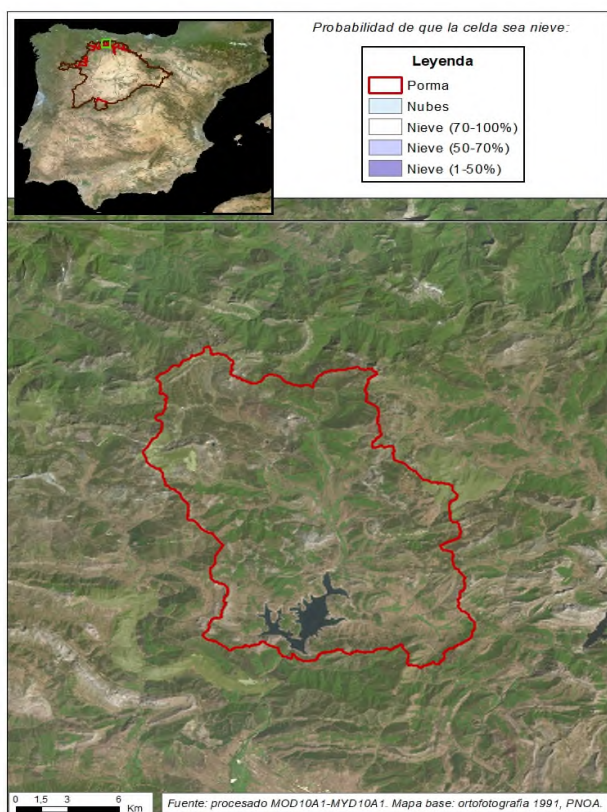 Probabilidad de que la celda sea nieve:
Leyenda
Porma
Nubes
Nieve (70-100%)
Nieve (50-70%)
Nieve (1-50%)
0 1,5 3 6
Km
Fuente: procesado MOD10A1-MYD10A1. Mapa base: ortofotografía 1991, PNOA